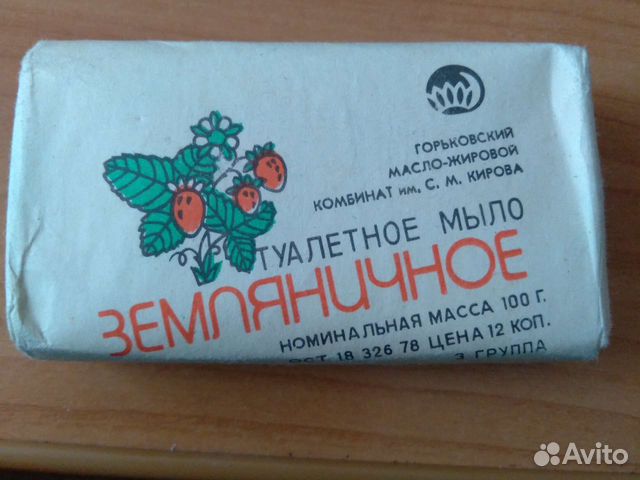 ГОРЬКОВСКИЙ
МАСЛО-ЖИРОВОЙ
КОМБИНАТ им. С. М. КИРОВА
ТУАЛЕТНОЕ МЫЛО
ЗЕМЛЯНИЧНОЕ
НОМИНАЛЬНАЯ МАССА 100 Г.
ОСТ 18 326 78 ЦЕНА 12 КОП.
3 ГРУППА
Avito